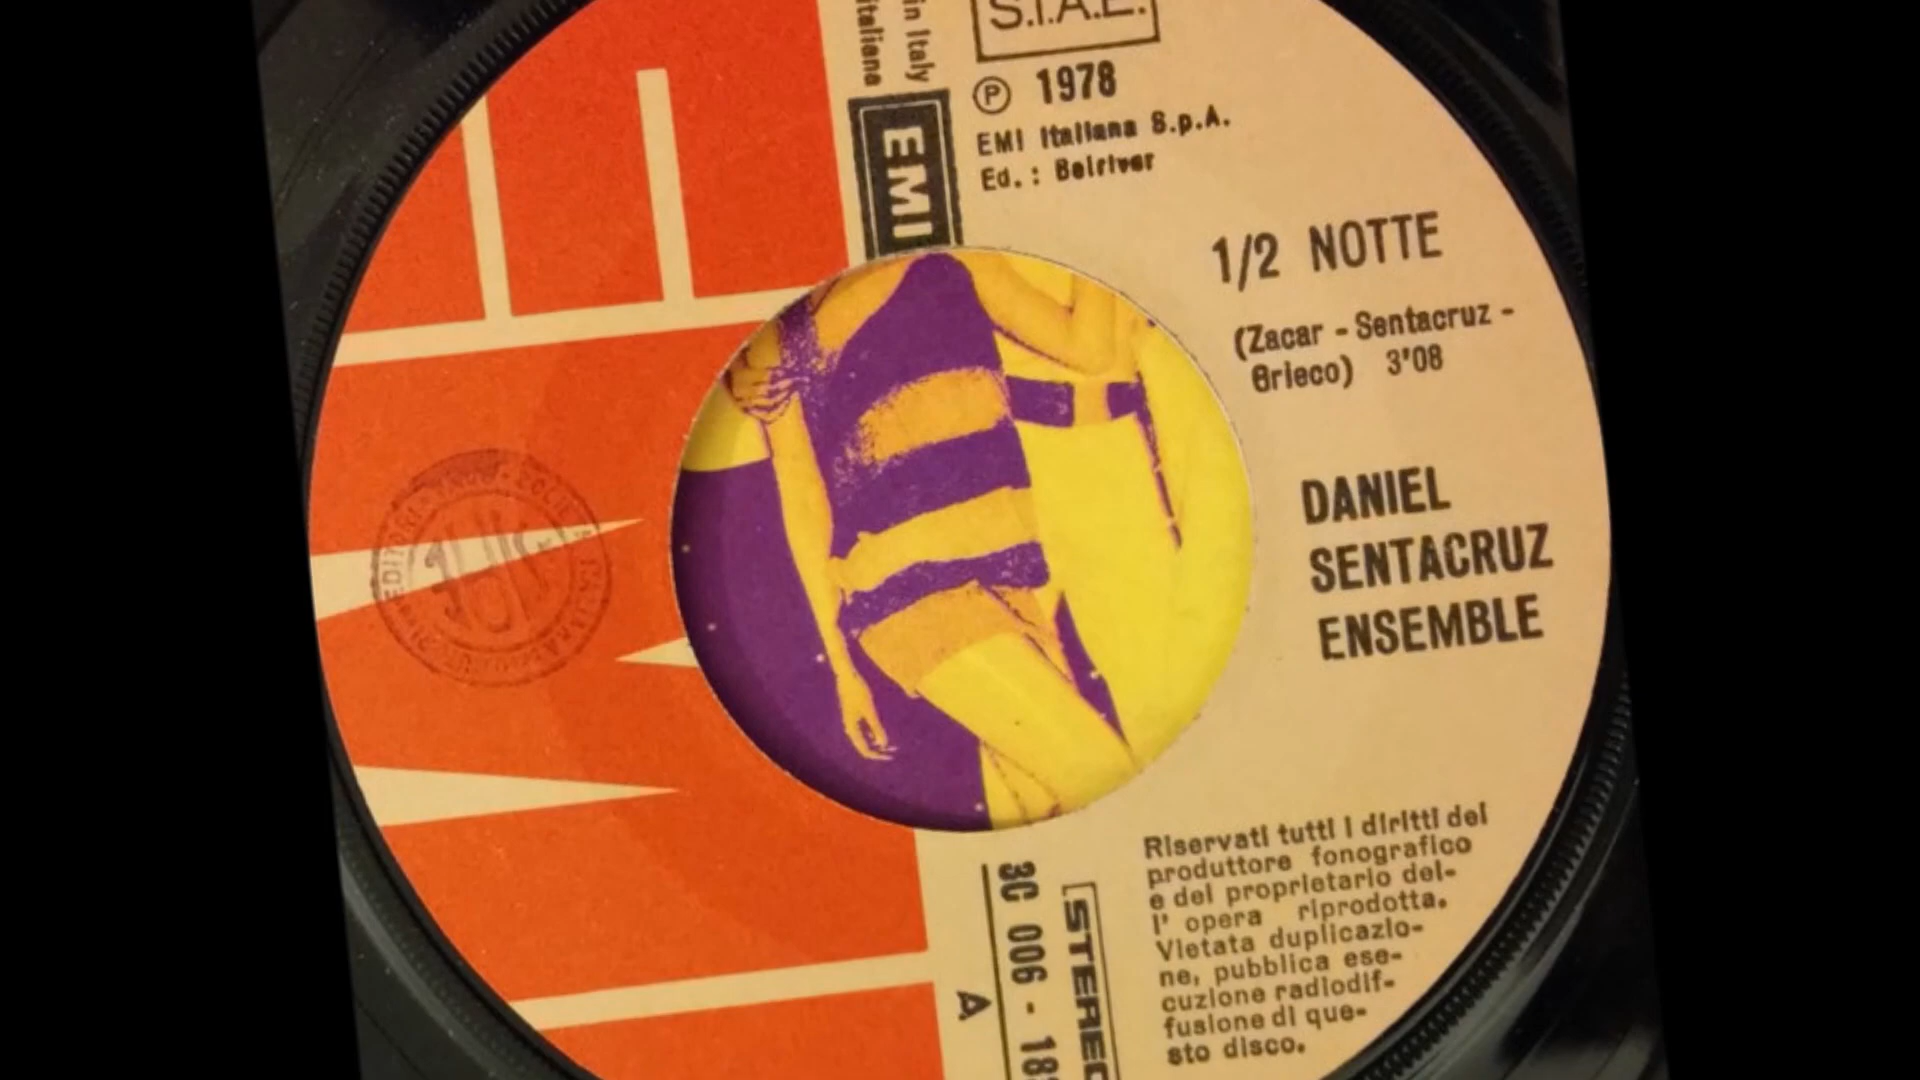 S.I.A.E.
in Italy
italiana
EMI
Ⓟ 1978
EMI Italiana S.p.A.
Ed. : Belriver
1/2 NOTTE
(Zacar - Sentacruz -
Grieco) 3'08
DANIEL
SENTACRUZ
ENSEMBLE
3C 006 - 18
A
STEREO
Riservati tutti i diritti del
produttore fonografico
e del proprietario del-
l' opera riprodotta.
Vietata duplicazio-
ne, pubblica ese-
cuzione radiodif-
fusione di que-
sto disco.